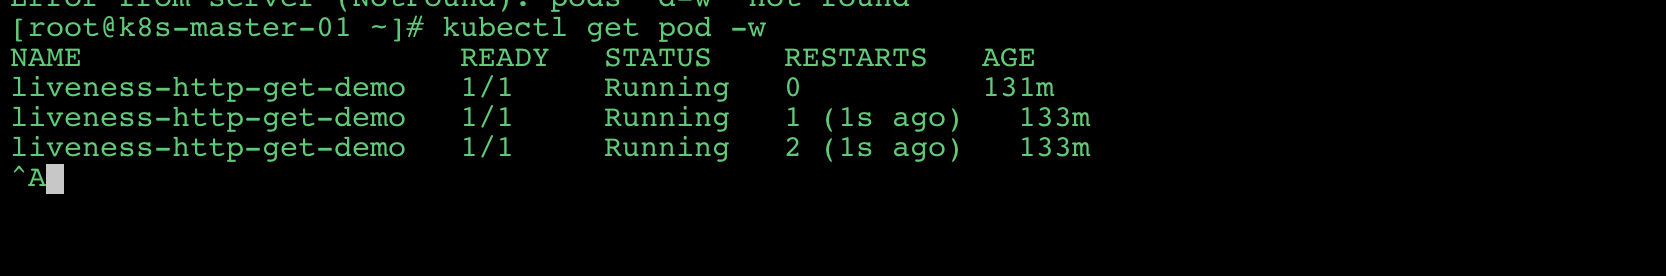 Error from server (NotFound): pods "d-w" not found
[root@k8s-master-01 ~]# kubectl get pod -w
NAME                     READY   STATUS    RESTARTS   AGE
liveness-http-get-demo   1/1     Running   0          131m
liveness-http-get-demo   1/1     Running   1 (1s ago)   133m
liveness-http-get-demo   1/1     Running   2 (1s ago)   133m
^A